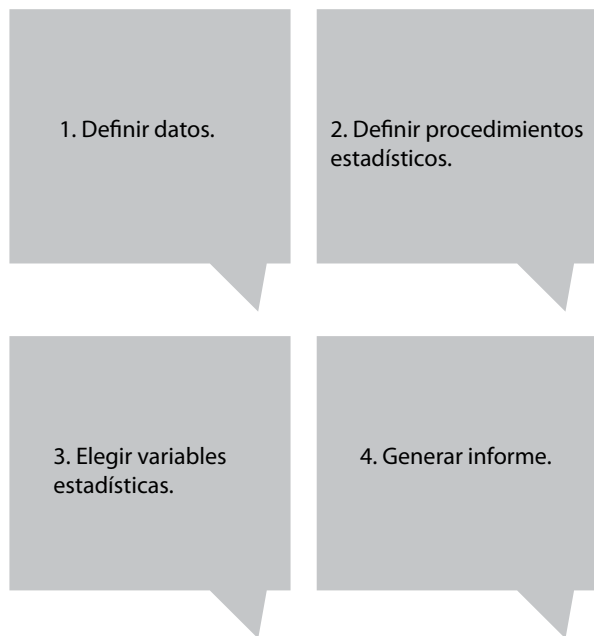 1. Definir datos.
2. Definir procedimientos
estadísticos.
3. Elegir variables
estadísticas.
4. Generar informe.